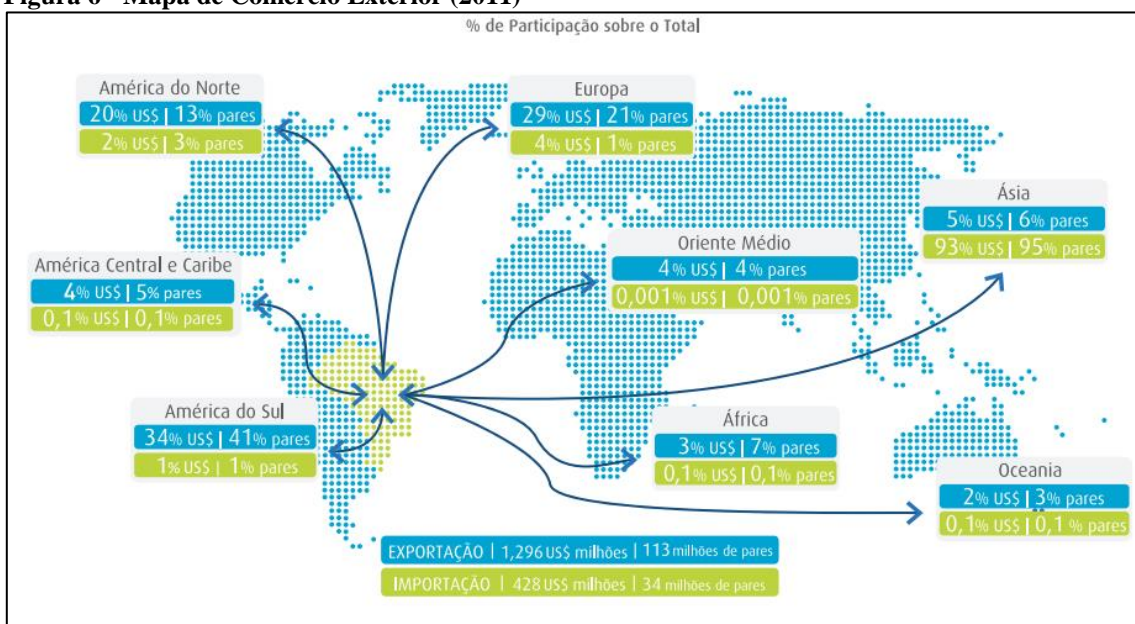 Figura 6 - Mapa de Comércio Exterior (2011)
% de Participação sobre o Total
América do Norte
20% US$ | 13% pares
2% US$ | 3% pares
Europa
29% US$ | 21% pares
4% US$ | 1% pares
Ásia
5% US$ | 6% pares
93% US$ | 95% pares
Oriente Médio
4% US$ | 4% pares
0,001% US$ | 0,001% pares
América Central e Caribe
4% US$ | 5% pares
0,1% US$ | 0,1% pares
América do Sul
34% US$ | 41% pares
1% US$ | 1% pares
África
3% US$ | 7% pares
0,1% US$ | 0,1% pares
Oceania
2% US$ | 3% pares
0,1% US$ | 0,1 % pares
EXPORTAÇÃO | 1,296 US$ milhões | 113 milhões de pares
IMPORTAÇÃO | 428 US$ milhões | 34 milhões de pares